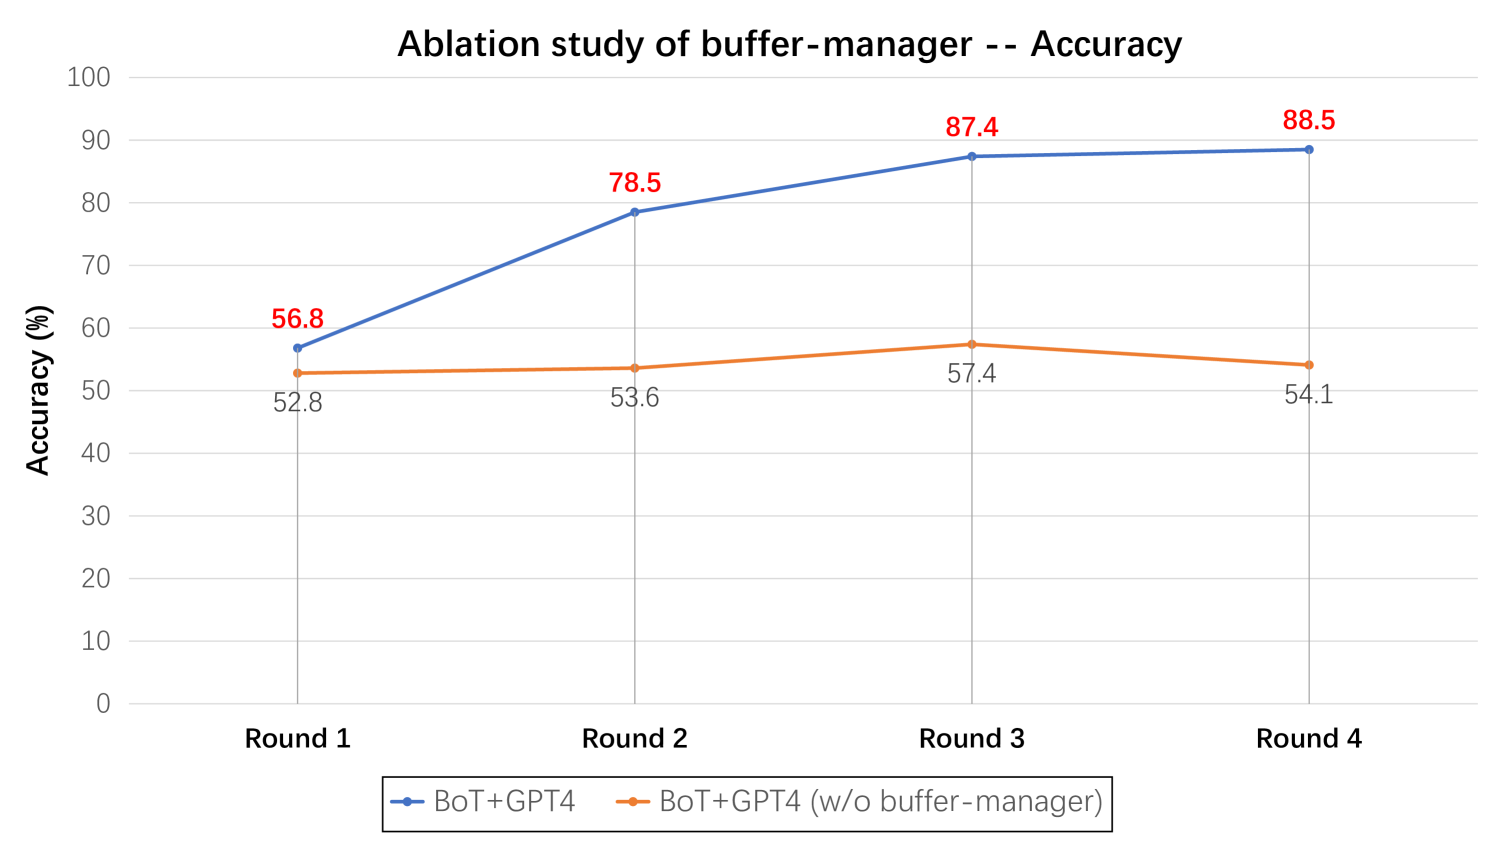 Ablation study of buffer-manager -- Accuracy
100
90
80
70
60
50
40
30
20
10
0
Accuracy (%)
56.8
78.5
87.4
88.5
52.8
53.6
57.4
54.1
Round 1
Round 2
Round 3
Round 4
BoT+GPT4
BoT+GPT4 (w/o buffer-manager)